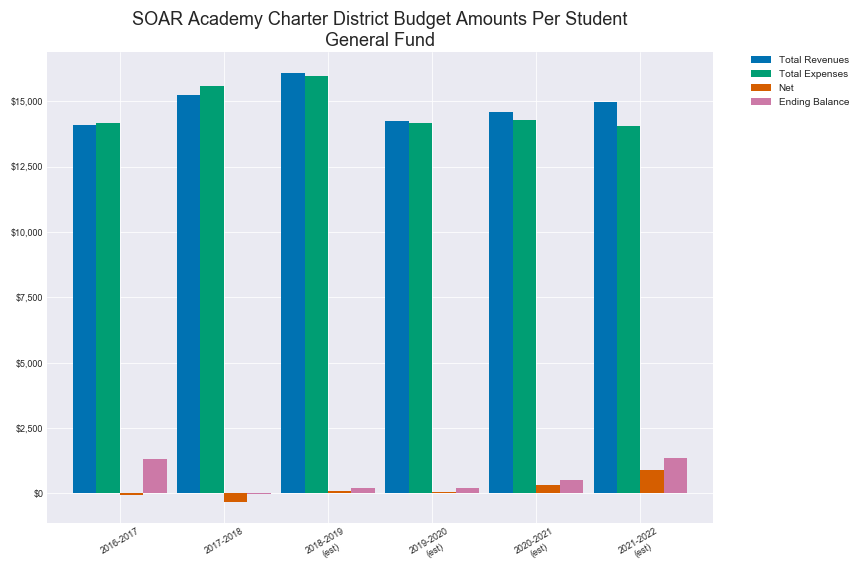 SOAR Academy Charter District Budget Amounts Per Student
General Fund
Total Revenues
Total Expenses
Net
Ending Balance
$15,000
$12,500
$10,000
$7,500
$5,000
$2,500
$0
2016-2017
2017-2018
2018-2019
(est)
2019-2020
(est)
2020-2021
(est)
2021-2022
(est)